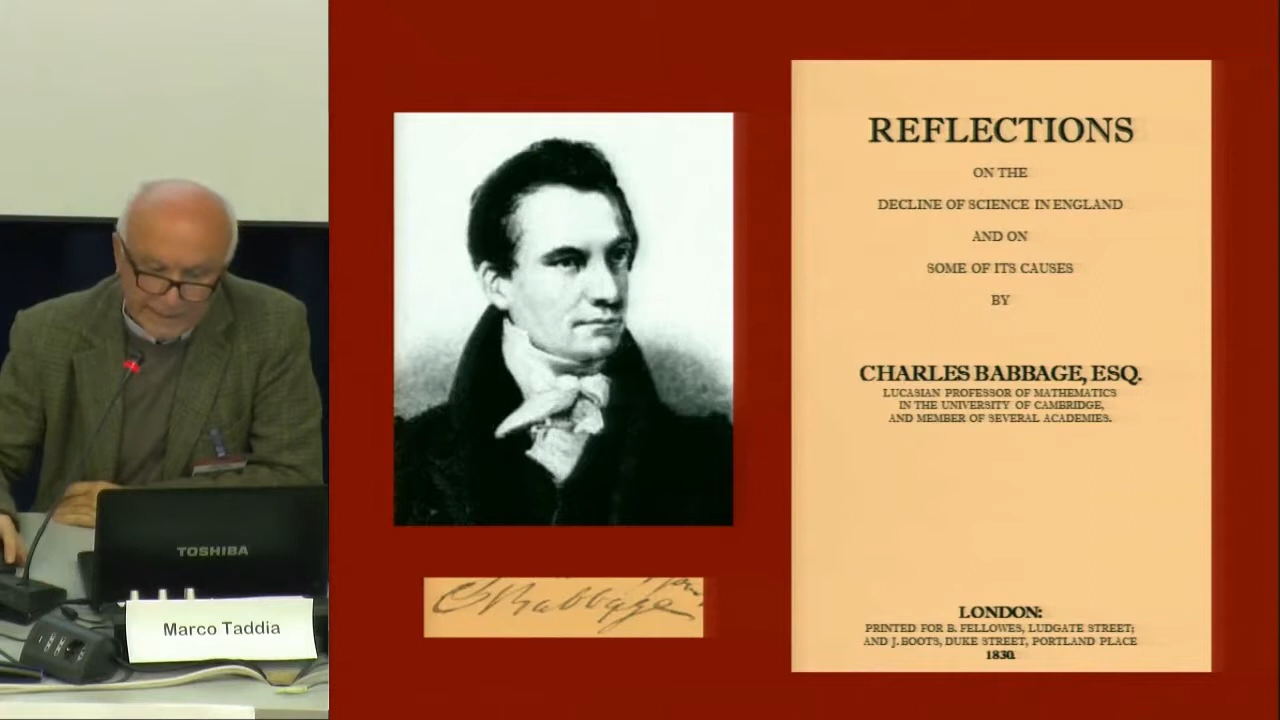 TOSHIBA
Marco Taddia
C Babbage
REFLECTIONS
ON THE
DECLINE OF SCIENCE IN ENGLAND
AND ON
SOME OF ITS CAUSES
BY
CHARLES BABBAGE, ESQ.
LUCASIAN PROFESSOR OF MATHEMATICS
IN THE UNIVERSITY OF CAMBRIDGE,
AND MEMBER OF SEVERAL ACADEMIES.
LONDON:
PRINTED FOR B. FELLOWES, LUDGATE STREET;
AND J. BOOTS, DUKE STREET, PORTLAND PLACE
1830.